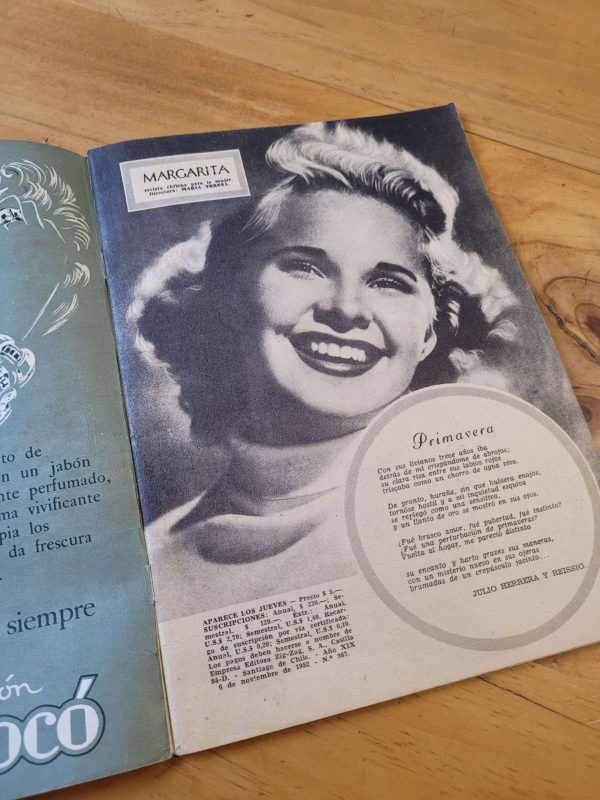 to de
n un jabón
nte perfumado,
ma vivificante
pia los
da frescura
siempre
ón
ocó
MARGARITA
revista chilena para la mujer.
Directora: MARIA TERESA.
Primavera
Con sus livianos trece años iba
detrás de mí crispándome de abrojos;
su clara risa entre sus labios rojos
triscaba como un chorro de agua viva.
De pronto, huraña, sin que hubiera enojos,
tornóse hostil y a mi inquietud esquiva
se replegó como una sensitiva,
y un llanto de oro se mostró en sus ojos.
¿Fué brusco amor, fué pubertad, fué instinto?
¿Fué una perturbación de primaveras?
Vuelta al hogar, me pareció distinto
su encanto y harto graves sus maneras,
con un misterio nuevo en sus ojeras
brumadas de un crepúsculo jacinto...
JULIO HERRERA Y REISSIG.
APARECE LOS JUEVES — Precio $ 5.—.
SUSCRIPCIONES: Anual, $ 230.—; Se-
mestral, $ 120.—. Extr.: Anual,
U.S.$ 2,70; Semestral, U.S.$ 1,40. Recar-
go de suscripción por vía certificada:
Anual, U.S.$ 0,20; Semestral, U.S.$ 0,10.
Los pagos deben hacerse a nombre de
Empresa Editora Zig-Zag, S. A., Casilla
84-D. - Santiago de Chile. - Año XIX
6 de noviembre de 1952 - N.º 967.